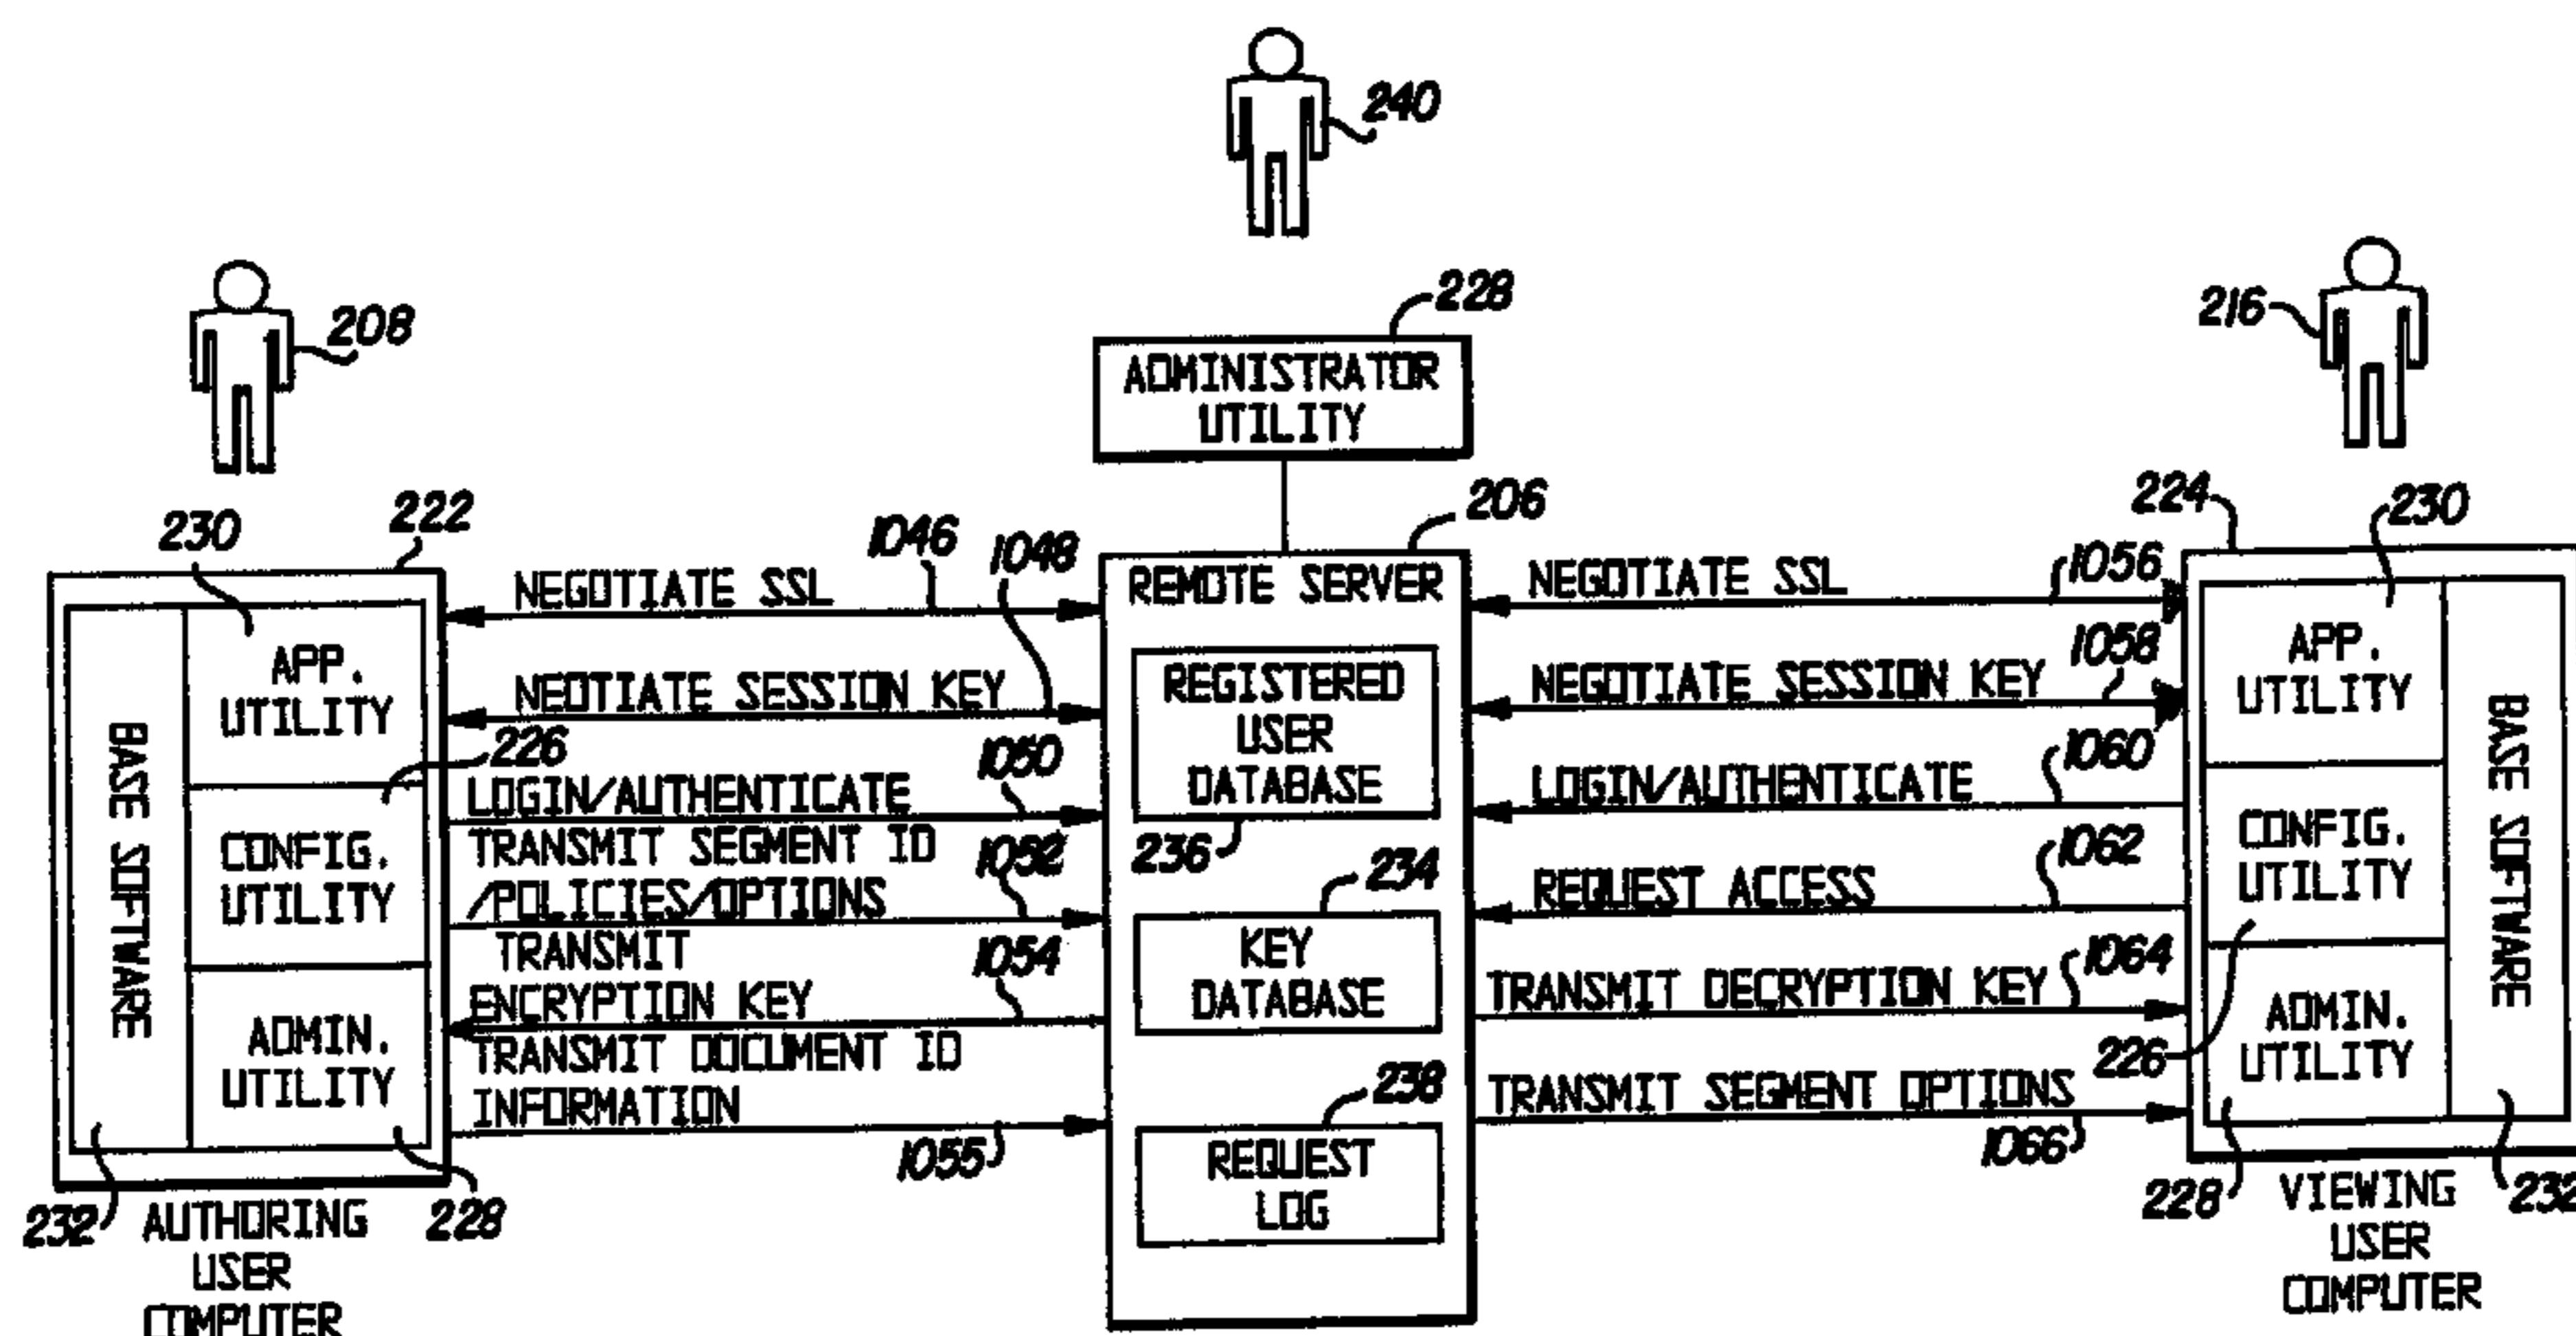 240
208
228
216
ADMINISTRATOR
UTILITY
230
222
1046
1048
206
224
230
NEGOTIATE SSL
REMOTE SERVER
NEGOTIATE SSL
1056
APP.
UTILITY
NEOTIATE SESSION KEY
REGISTERED
USER
DATABASE
NEGOTIATE SESSION KEY
1058
APP.
UTILITY
BASE SOFTWARE
226
1050
LOGIN/AUTHENTICATE
LOGIN/AUTHENTICATE
1060
BASE SOFTWARE
CONFIG.
UTILITY
TRANSMIT SEGMENT ID
/POLICIES/OPTIONS
1052
236
234
REQUEST ACCESS
1062
CONFIG.
UTILITY
TRANSMIT
ENCRYPTION KEY
1054
KEY
DATABASE
TRANSMIT DECRYPTION KEY
1064
ADMIN.
UTILITY
TRANSMIT DOCUMENT ID
INFORMATION
1055
238
REQUEST
LOG
TRANSMIT SEGMENT OPTIONS
1066
226
ADMIN.
UTILITY
232
AUTHORING
USER
COMPUTER
228
228
VIEWING
USER
COMPUTER
232